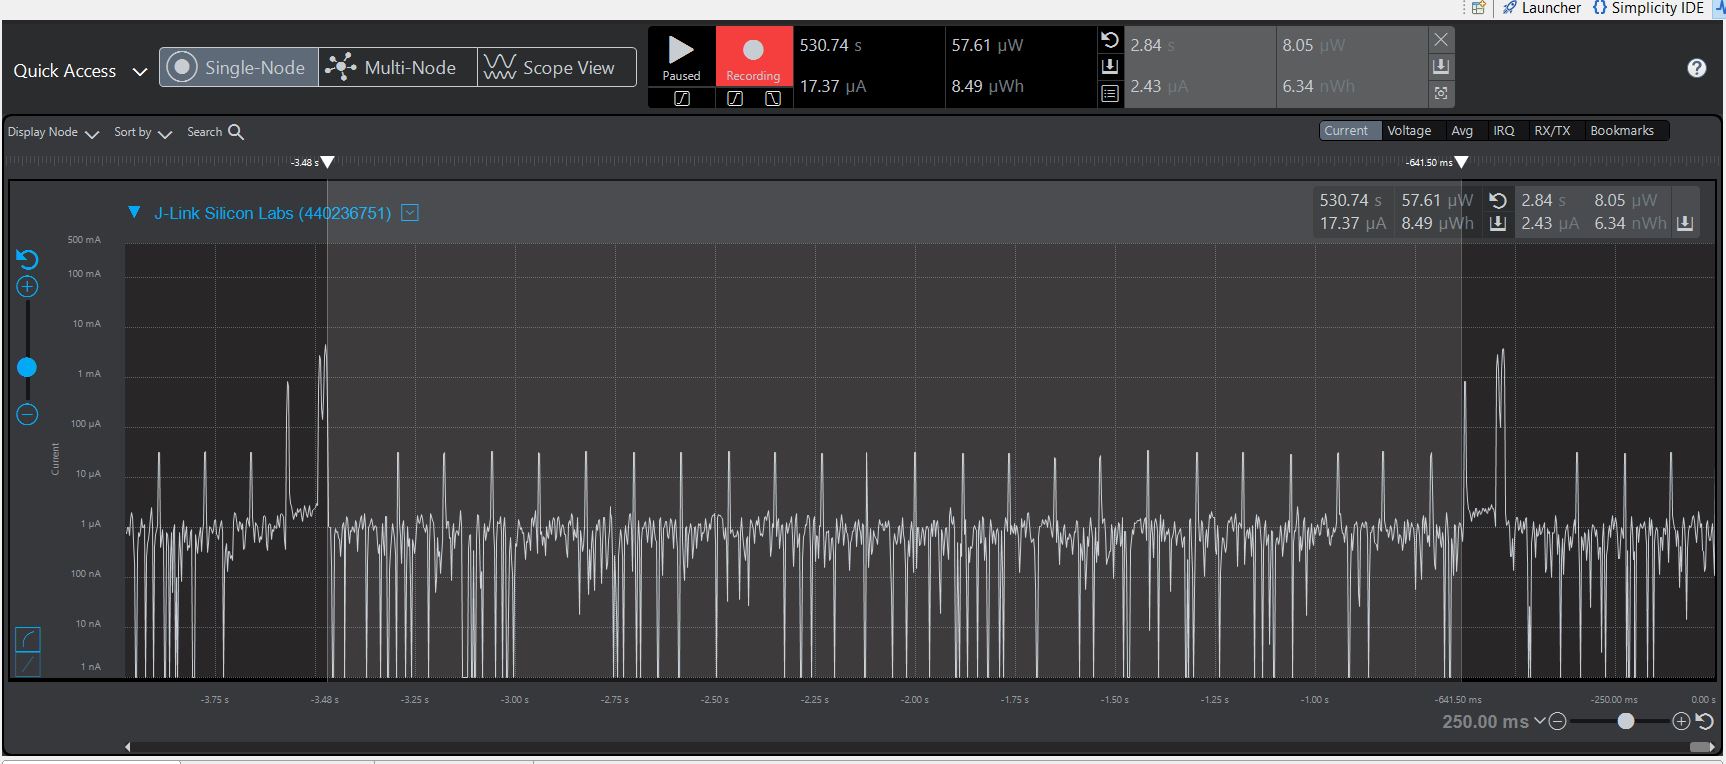 Launcher {} Simplicity IDE
Quick Access Single-Node Multi-Node Scope View
Paused Recording
530.74 s 57.61 µW 2.84 s 8.05 µW
17.37 µA 8.49 µWh 2.43 µA 6.34 nWh
Display Node Sort by Search
Current Voltage Avg IRQ RX/TX Bookmarks
-3.48 s -641.50 ms
J-Link Silicon Labs (440236751)
530.74 s 57.61 µW 2.84 s 8.05 µW
17.37 µA 8.49 µWh 2.43 µA 6.34 nWh
500 mA
100 mA
10 mA
1 mA
100 µA
10 µA
1 µA
100 nA
10 nA
1 nA
Current
-3.75 s -3.48 s -3.25 s -3.00 s -2.75 s -2.50 s -2.25 s -2.00 s -1.75 s -1.50 s -1.25 s -1.00 s -641.50 ms -250.00 ms 0.00 s
250.00 ms